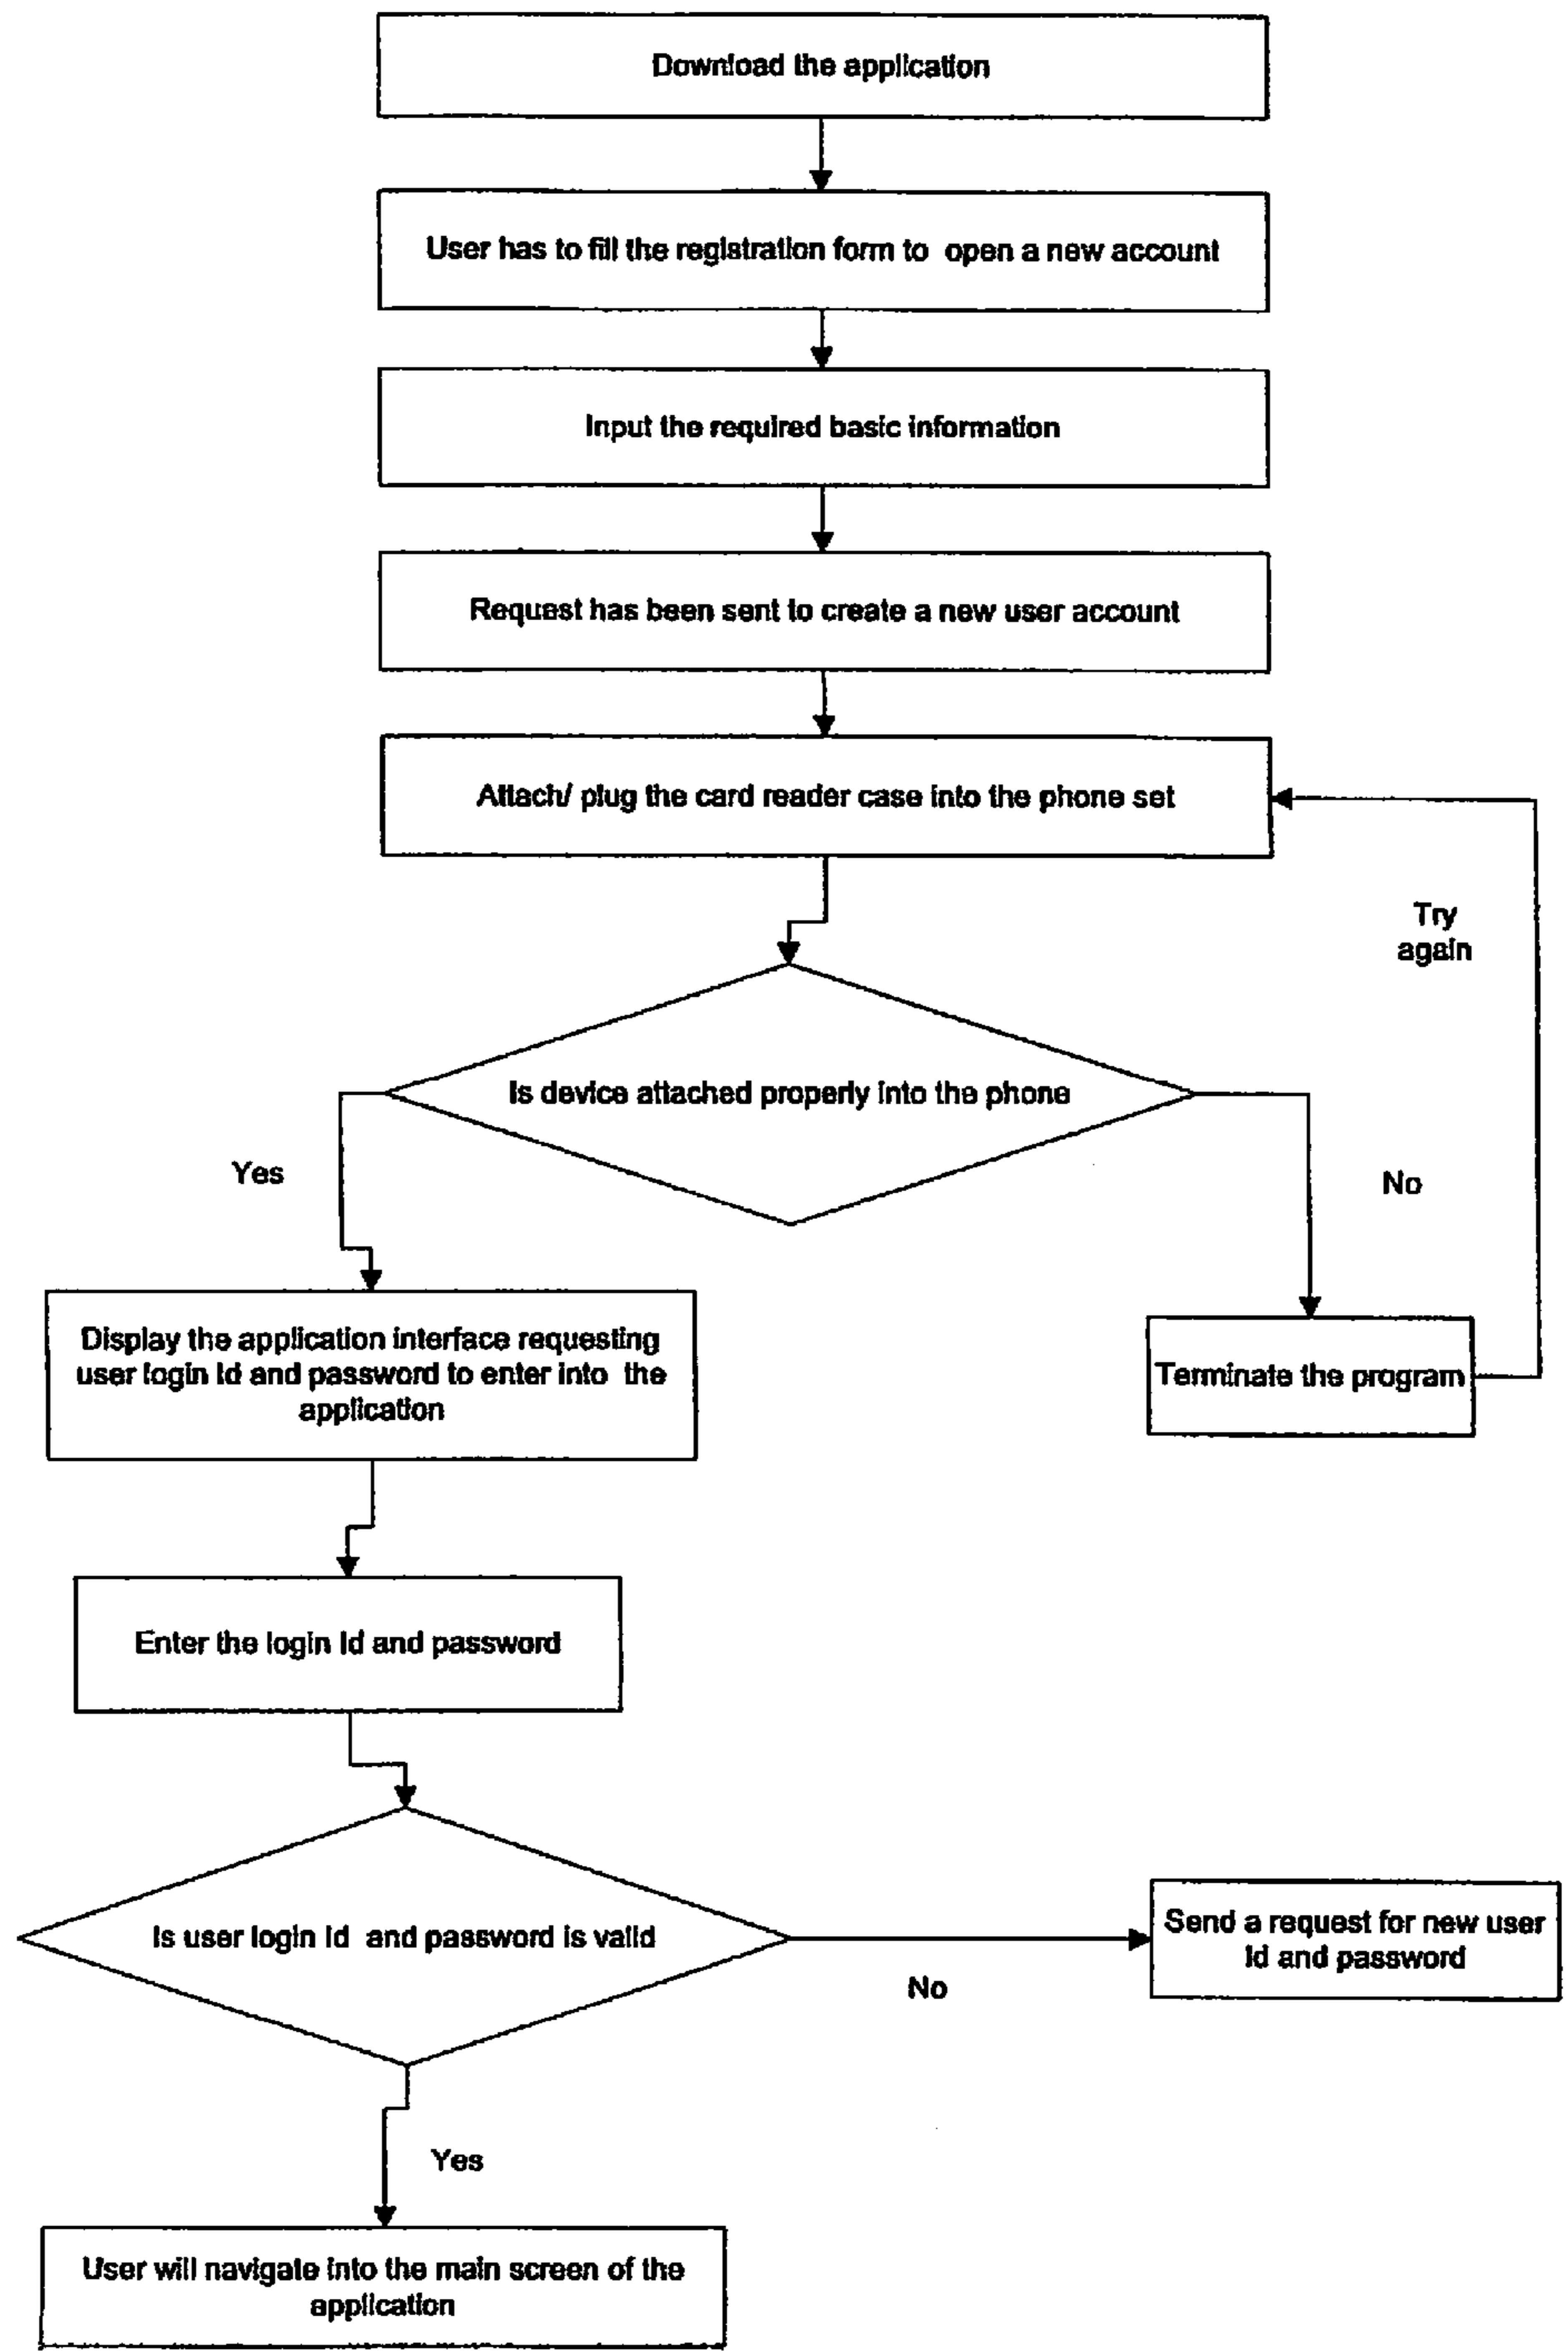 Download the application
User has to fill the registration form to open a new account
Input the required basic information
Request has been sent to create a new user account
Attach/ plug the card reader case into the phone set
Try
again
Is device attached properly into the phone
Yes
No
Display the application interface requesting
user login Id and password to enter into the
application
Terminate the program
Enter the login Id and password
Is user login Id and password is valid
No
Send a request for new user
Id and password
Yes
User will navigate into the main screen of the
application